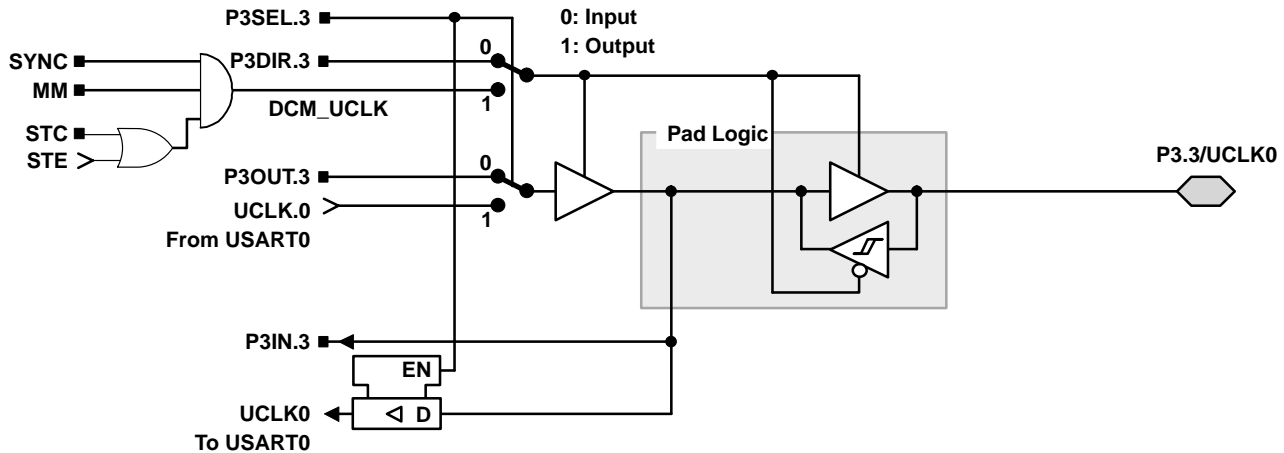 P3SEL.3
0: Input
1: Output
SYNC
P3DIR.3
0
MM
1
DCM_UCLK
STC
Pad Logic
STE
P3OUT.3
0
P3.3/UCLK0
UCLK.0
1
From USART0
P3IN.3
EN
UCLK0
D
To USART0